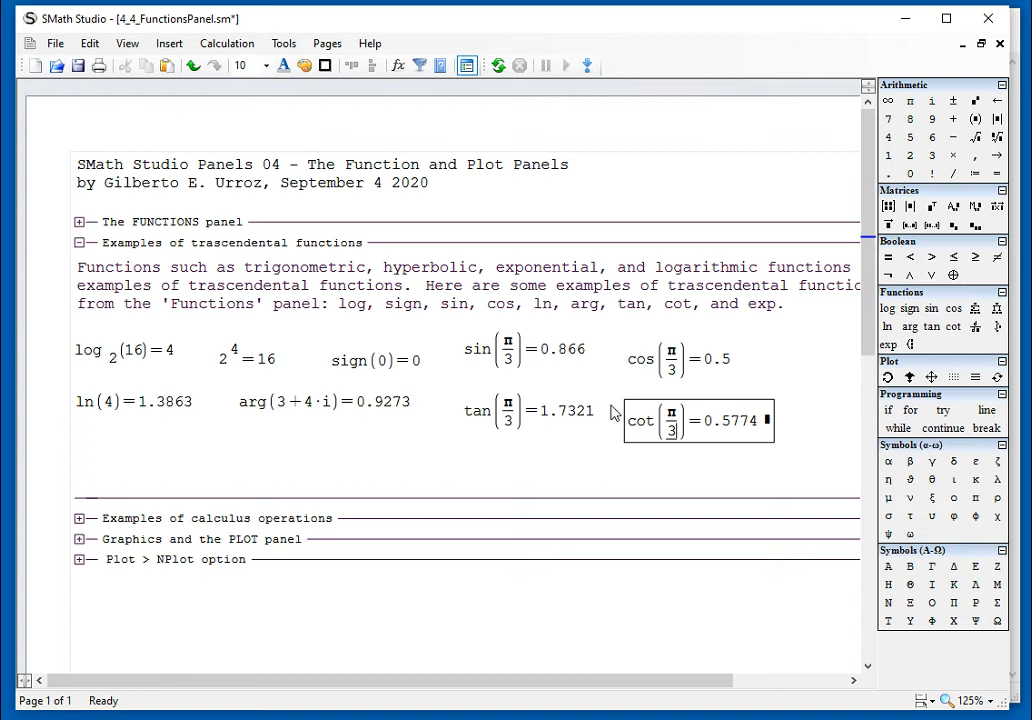 SMath Studio - [4_4_FunctionsPanel.sm*]
File Edit View Insert Calculation Tools Pages Help
10
SMath Studio Panels 04 - The Function and Plot Panels
by Gilberto E. Urroz, September 4 2020
The FUNCTIONS panel
Examples of trascendental functions
Functions such as trigonometric, hyperbolic, exponential, and logarithmic functions
examples of trascendental functions. Here are some examples of trascendental functio
from the 'Functions' panel: log, sign, sin, cos, ln, arg, tan, cot, and exp.
log 2 (16)=4
2^4=16
sign(0)=0
sin(π/3)=0.866
cos(π/3)=0.5
ln(4)=1.3863
arg(3+4·i)=0.9273
tan(π/3)=1.7321
cot(π/3)=0.5774
Examples of calculus operations
Graphics and the PLOT panel
Plot > NPlot option
Arithmetic
∞ π i ±  ←
7 8 9 + (▪) |▪|
4 5 6 −
1 2 3 × , →
. 0 ! / := =
Matrices
Boolean
= < > ≤ ≥ ≠
¬ ∧ ∨ ⊕
Functions
log sign sin cos
ln arg tan cot
exp
Plot
Programming
if for try line
while continue break
Symbols (α-ω)
α β γ δ ε ζ
η ϑ θ ι κ λ
μ ν ξ ο π ρ
σ τ υ φ ϕ χ
ψ ω
Symbols (Α-Ω)
Α Β Γ Δ Ε Ζ
Η Θ Ι Κ Λ Μ
Ν Ξ Ο Π Ρ Σ
Τ Υ Φ Χ Ψ Ω
Page 1 of 1 Ready
125%